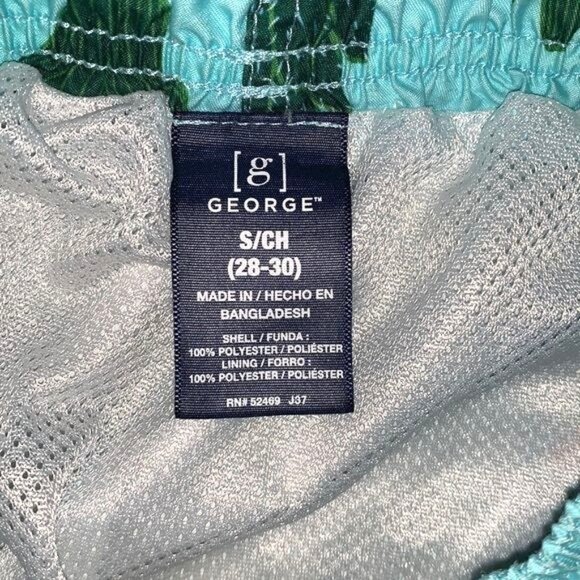 [g]
GEORGE™
S/CH
(28-30)
MADE IN / HECHO EN
BANGLADESH
SHELL / FUNDA :
100% POLYESTER / POLIÉSTER
LINING / FORRO :
100% POLYESTER / POLIÉSTER
RN# 52469 J37